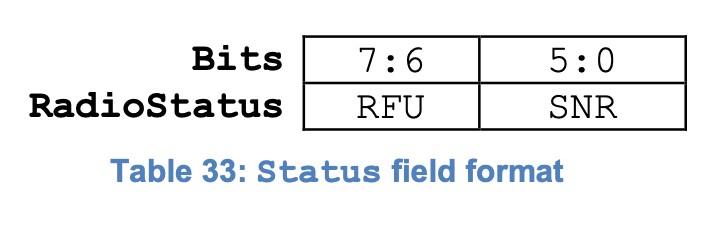 Bits 7:6 5:0
RadioStatus RFU SNR
Table 33: Status field format